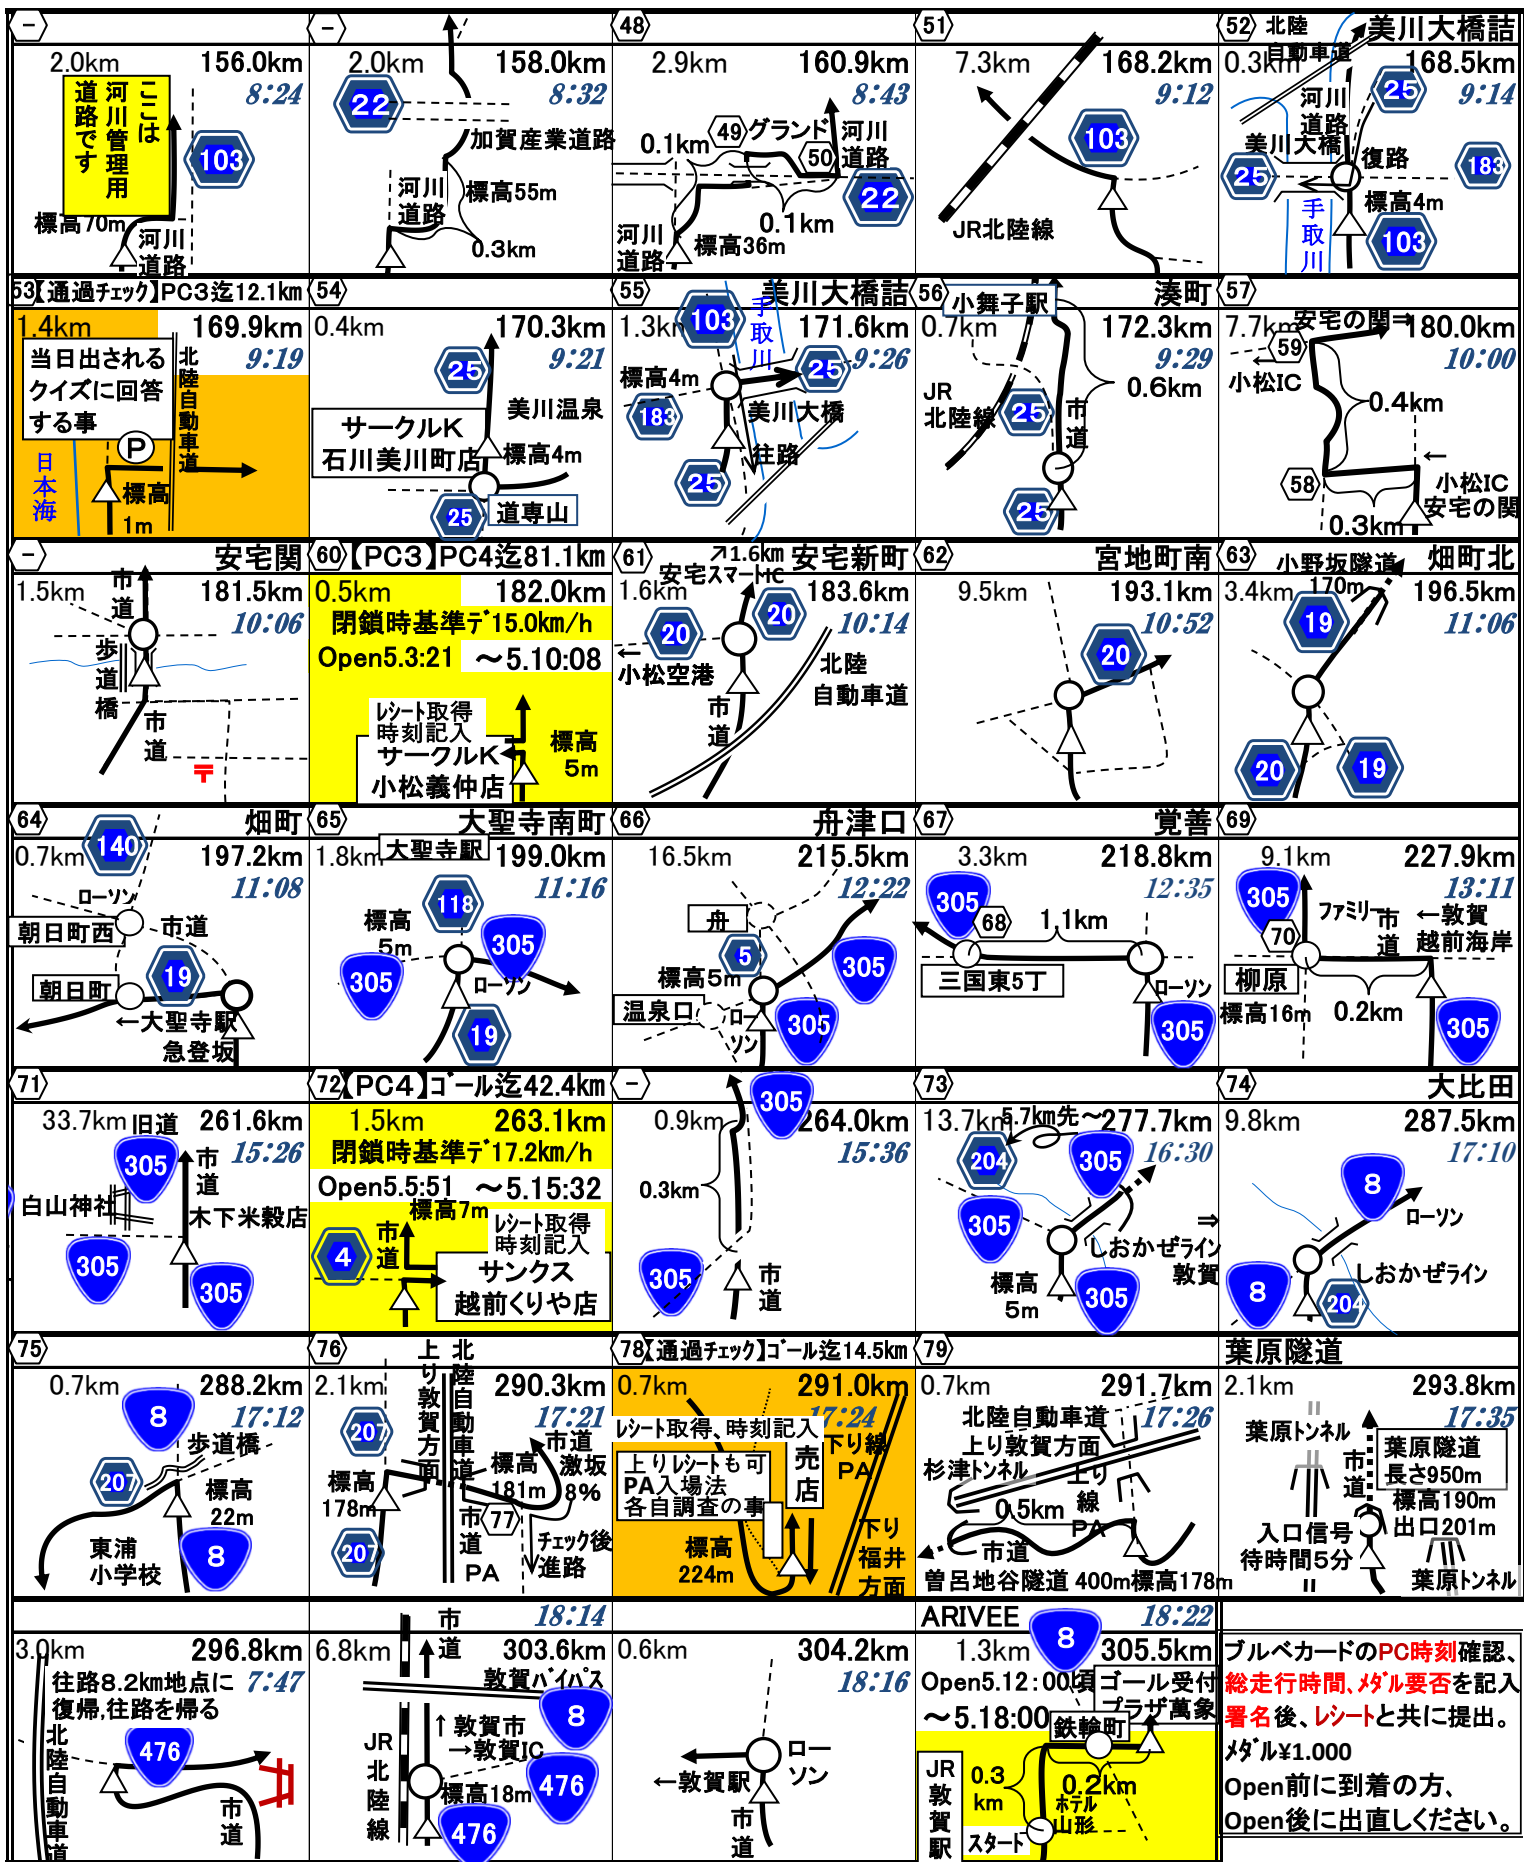 -
2.0km 156.0km
8:24
ここは
河川管理用
道路です
103
標高70m
河川
道路
-
2.0km 158.0km
8:32
22
加賀産業道路
河川
道路
標高55m
0.3km
48
2.9km 160.9km
8:43
0.1km
49
グランド
50
河川
道路
22
0.1km
河川
道路
標高36m
51
7.3km 168.2km
9:12
103
JR北陸線
52 美川大橋詰
北陸
自動車道
0.3km 168.5km
9:14
25
河川
道路
美川大橋
復路
25
183
標高4m
手取川
103
53【通過チェック】PC3迄12.1km
1.4km 169.9km
9:19
当日出される
クイズに回答
する事
北陸自動車道
P
日本海
標高
1m
54
0.4km 170.3km
9:21
25
美川温泉
サークルK
石川美川町店
標高4m
25
道専山
55 美川大橋詰
1.3km 171.6km
9:26
103
手取川
標高4m
25
183
美川大橋
往路
25
56 湊町
小舞子駅
0.7km 172.3km
9:29
0.6km
JR
北陸線
25
市道
25
57
安宅の関⇒
7.7km 180.0km
10:00
59
←
小松IC
0.4km
58
←
小松IC
安宅の関
0.3km
- 安宅関
1.5km 181.5km
10:06
市道
歩道橋
市道
〒
60【PC3】PC4迄81.1km
0.5km 182.0km
閉鎖時基準ﾃﾞ15.0km/h
Open5.3:21 ～5.10:08
ﾚｼｰﾄ取得
時刻記入
サークルK
小松義仲店
標高
5m
61 安宅新町
↗1.6km
安宅スマートIC
1.6km 183.6km
10:14
20
20
←
小松空港
北陸
自動車道
市道
62 宮地町南
9.5km 193.1km
10:52
20
63 畑町北
小野坂隧道
170m
3.4km 196.5km
11:06
19
20
19
64 畑町
140
0.7km 197.2km
11:08
ローソン
朝日町西
市道
19
朝日町
←大聖寺駅
急登坂
65 大聖寺南町
大聖寺駅
1.8km 199.0km
11:16
118
標高
5m
305
305
ローソン
19
66 舟津口
16.5km 215.5km
12:22
舟
5
標高5m
305
温泉口
ローソン
305
67 覚善
3.3km 218.8km
12:35
305
68
1.1km
三国東5丁
ローソン
305
69
9.1km 227.9km
13:11
305
ファミリー
市道
←敦賀
越前海岸
70
柳原
標高16m
0.2km
305
71
33.7km 261.6km
旧道
15:26
305
市道
白山神社
木下米穀店
305
305
72【PC4】ｺﾞｰﾙ迄42.4km
1.5km 263.1km
閉鎖時基準ﾃﾞ17.2km/h
Open5.5:51 ～5.15:32
標高7m
ﾚｼｰﾄ取得
時刻記入
4
市道
サンクス
越前くりや店
-
305
0.9km 264.0km
15:36
0.3km
305
市道
73
13.7km 277.7km
5.7km先～
16:30
204
305
305
⇒
しおかぜライン
敦賀
標高
5m
305
74 大比田
9.8km 287.5km
17:10
8
ローソン
しおかぜライン
8
204
75
0.7km 288.2km
17:12
8
歩道橋
207
標高
22m
東浦
小学校
8
76
上り敦賀方面
北陸自動車道
2.1km 290.3km
17:21
207
市道
激坂
8%
標高
178m
標高
181m
77
207
市道
PA
チェック後
進路
78【通過チェック】ｺﾞｰﾙ迄14.5km
0.7km 291.0km
17:24
ﾚｼｰﾄ取得、時刻記入
下り線
PA
上りﾚｼｰﾄも可
PA入場法
各自調査の事
売店
標高
224m
下り
福井
方面
79
0.7km 291.7km
17:26
北陸自動車道
上り敦賀方面
杉津トンネル
上り線PA
0.5km
市道
曽呂地谷隧道 400m標高178m
葉原隧道
2.1km 293.8km
17:35
葉原トンネル
市道
葉原隧道
長さ950m
標高190m
出口201m
入口信号
待時間5分
葉原トンネル
3.0km 296.8km
往路8.2km地点に 7:47
復帰,往路を帰る
476
北陸自動車道
市道
18:14
市道
6.8km 303.6km
敦賀バイパス
8
↑敦賀市
→敦賀IC
JR北陸線
476
標高18m
476
0.6km 304.2km
18:16
ローソン
←敦賀駅
市道
ARIVEE 18:22
8
1.3km 305.5km
Open5.12:00頃
～5.18:00
ゴール受付
プラザ萬象
鉄輪町
JR敦賀駅
0.3
km
0.2km
ホテル
山形
スタート
ブルベカードのPC時刻確認、
総走行時間、ﾒﾀﾞﾙ要否を記入
署名後、レシートと共に提出。
ﾒﾀﾞﾙ¥1.000
Open前に到着の方、
Open後に出直しください。